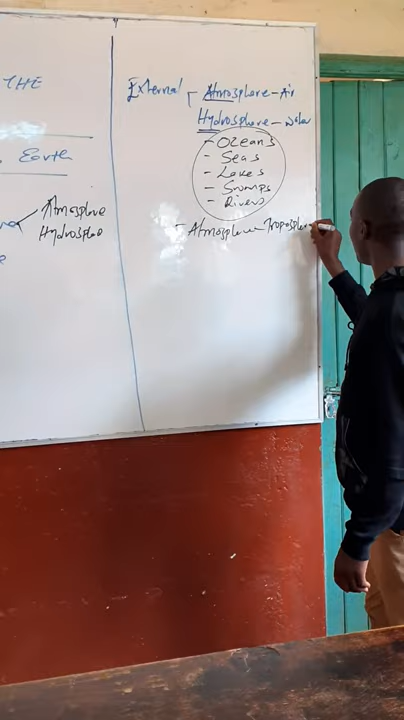 THE
Earth
Atmosphere
Hydrosphere
External
Atmosphere - Air
Hydrosphere - Water
- Oceans
- Seas
- Lakes
- Swamps
- Rivers
- Atmosphere - Troposphere